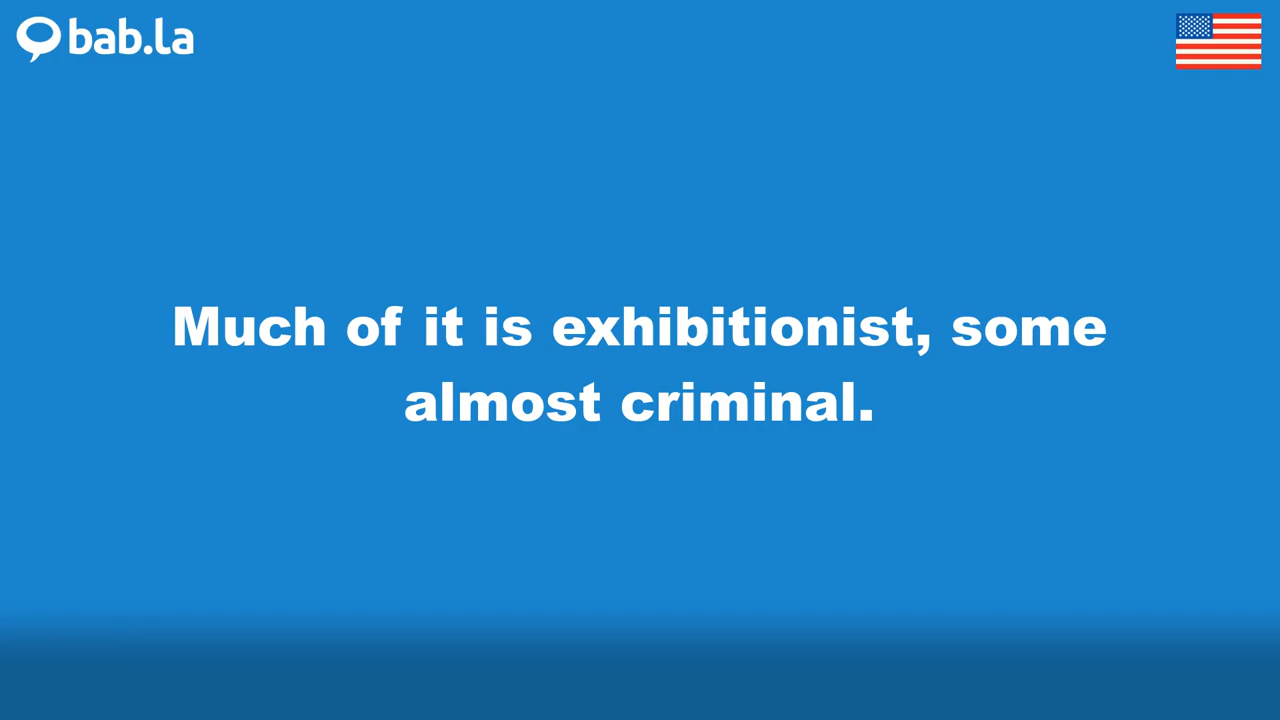 bab.la
Much of it is exhibitionist, some
almost criminal.